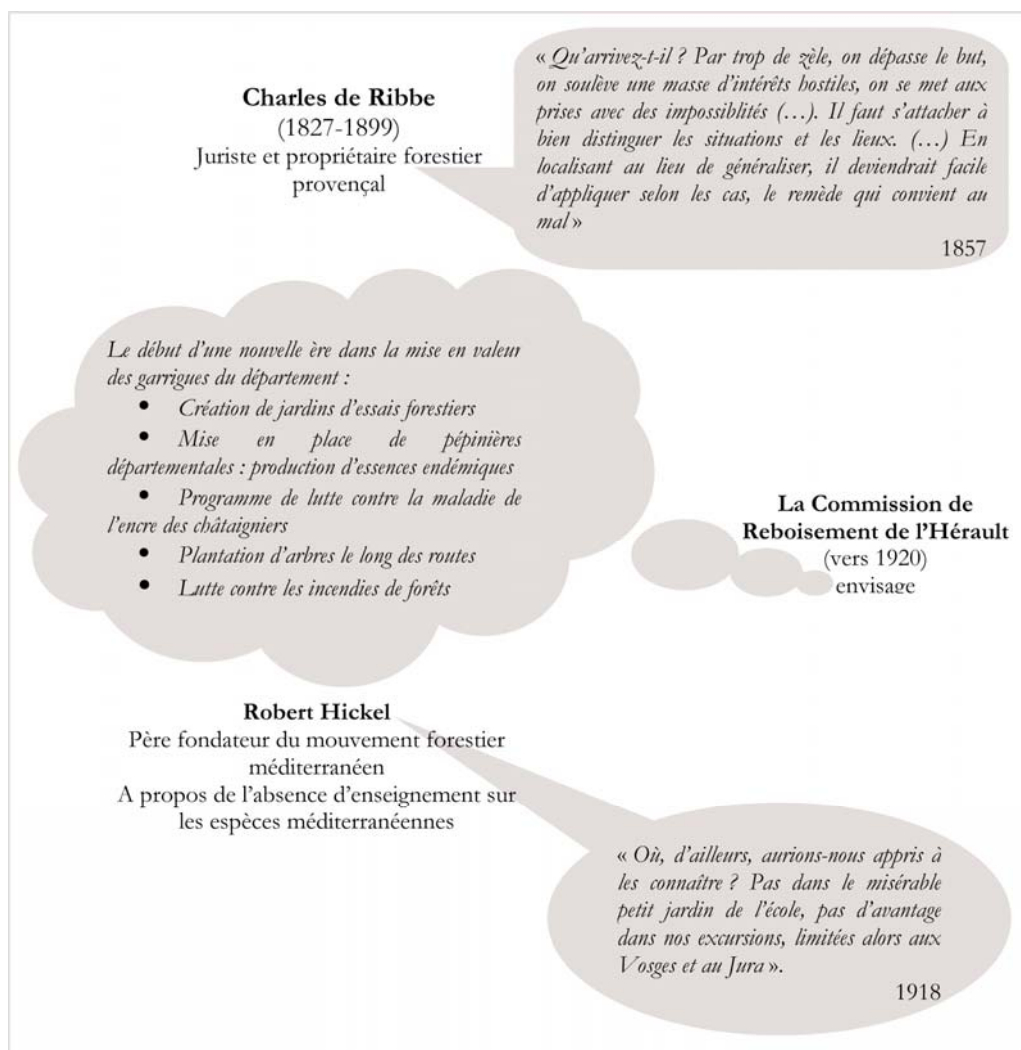 Charles de Ribbe
(1827-1899)
Juriste et propriétaire forestier
provençal
« Qu'arrivez-t-il ? Par trop de zèle, on dépasse le but,
on soulève une masse d'intérêts hostiles, on se met aux
prises avec des impossiblités (…). Il faut s'attacher à
bien distinguer les situations et les lieux. (…) En
localisant au lieu de généraliser, il deviendrait facile
d'appliquer selon les cas, le remède qui convient au
mal »
1857
Le début d'une nouvelle ère dans la mise en valeur
des garrigues du département :
• Création de jardins d'essais forestiers
• Mise en place de pépinières
départementales : production d'essences endémiques
• Programme de lutte contre la maladie de
l'encre des châtaigniers
• Plantation d'arbres le long des routes
• Lutte contre les incendies de forêts
La Commission de
Reboisement de l'Hérault
(vers 1920)
envisage
Robert Hickel
Père fondateur du mouvement forestier
méditerranéen
A propos de l'absence d'enseignement sur
les espèces méditerranéennes
« Où, d'ailleurs, aurions-nous appris à
les connaître ? Pas dans le misérable
petit jardin de l'école, pas d'avantage
dans nos excursions, limitées alors aux
Vosges et au Jura ».
1918